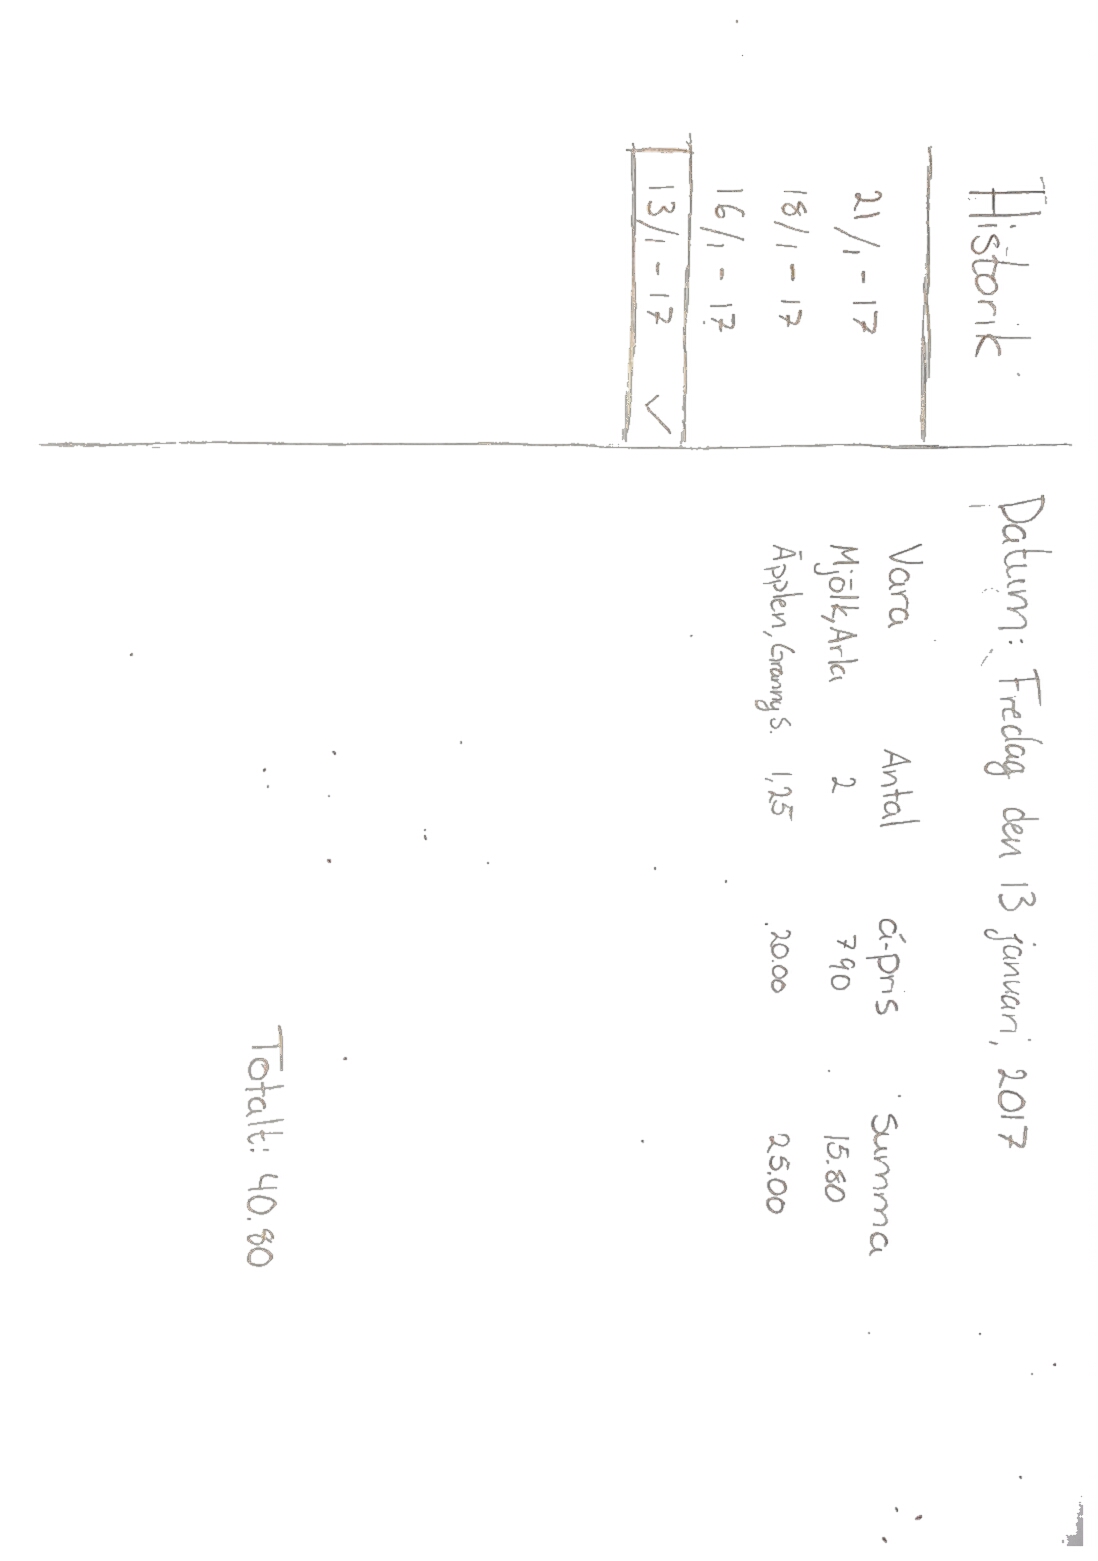 Historik
21/1 - 17
18/1 - 17
16/1 - 17
13/1 - 17 ✓
Datum: Fredag den 13 januari, 2017
Vara Antal á-pris Summa
Mjölk, Arla 2 7 90 15.80
Äpplen, Granny S. 1,25 20.00 25.00
Totalt: 40.80